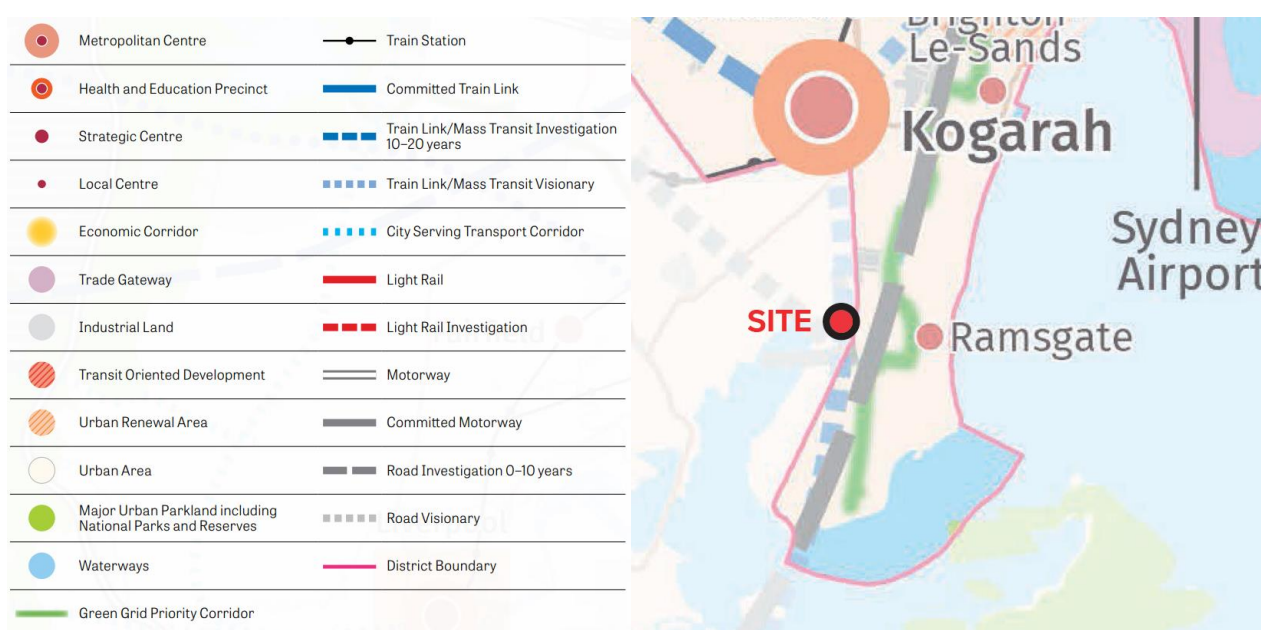 Metropolitan Centre
Health and Education Precinct
Strategic Centre
Local Centre
Economic Corridor
Trade Gateway
Industrial Land
Transit Oriented Development
Urban Renewal Area
Urban Area
Major Urban Parkland including
National Parks and Reserves
Waterways
Green Grid Priority Corridor
Train Station
Committed Train Link
Train Link/Mass Transit Investigation
10–20 years
Train Link/Mass Transit Visionary
City Serving Transport Corridor
Light Rail
Light Rail Investigation
Motorway
Committed Motorway
Road Investigation 0–10 years
Road Visionary
District Boundary
Brighton
Le-Sands
Kogarah
Sydney
Airport
SITE
Ramsgate